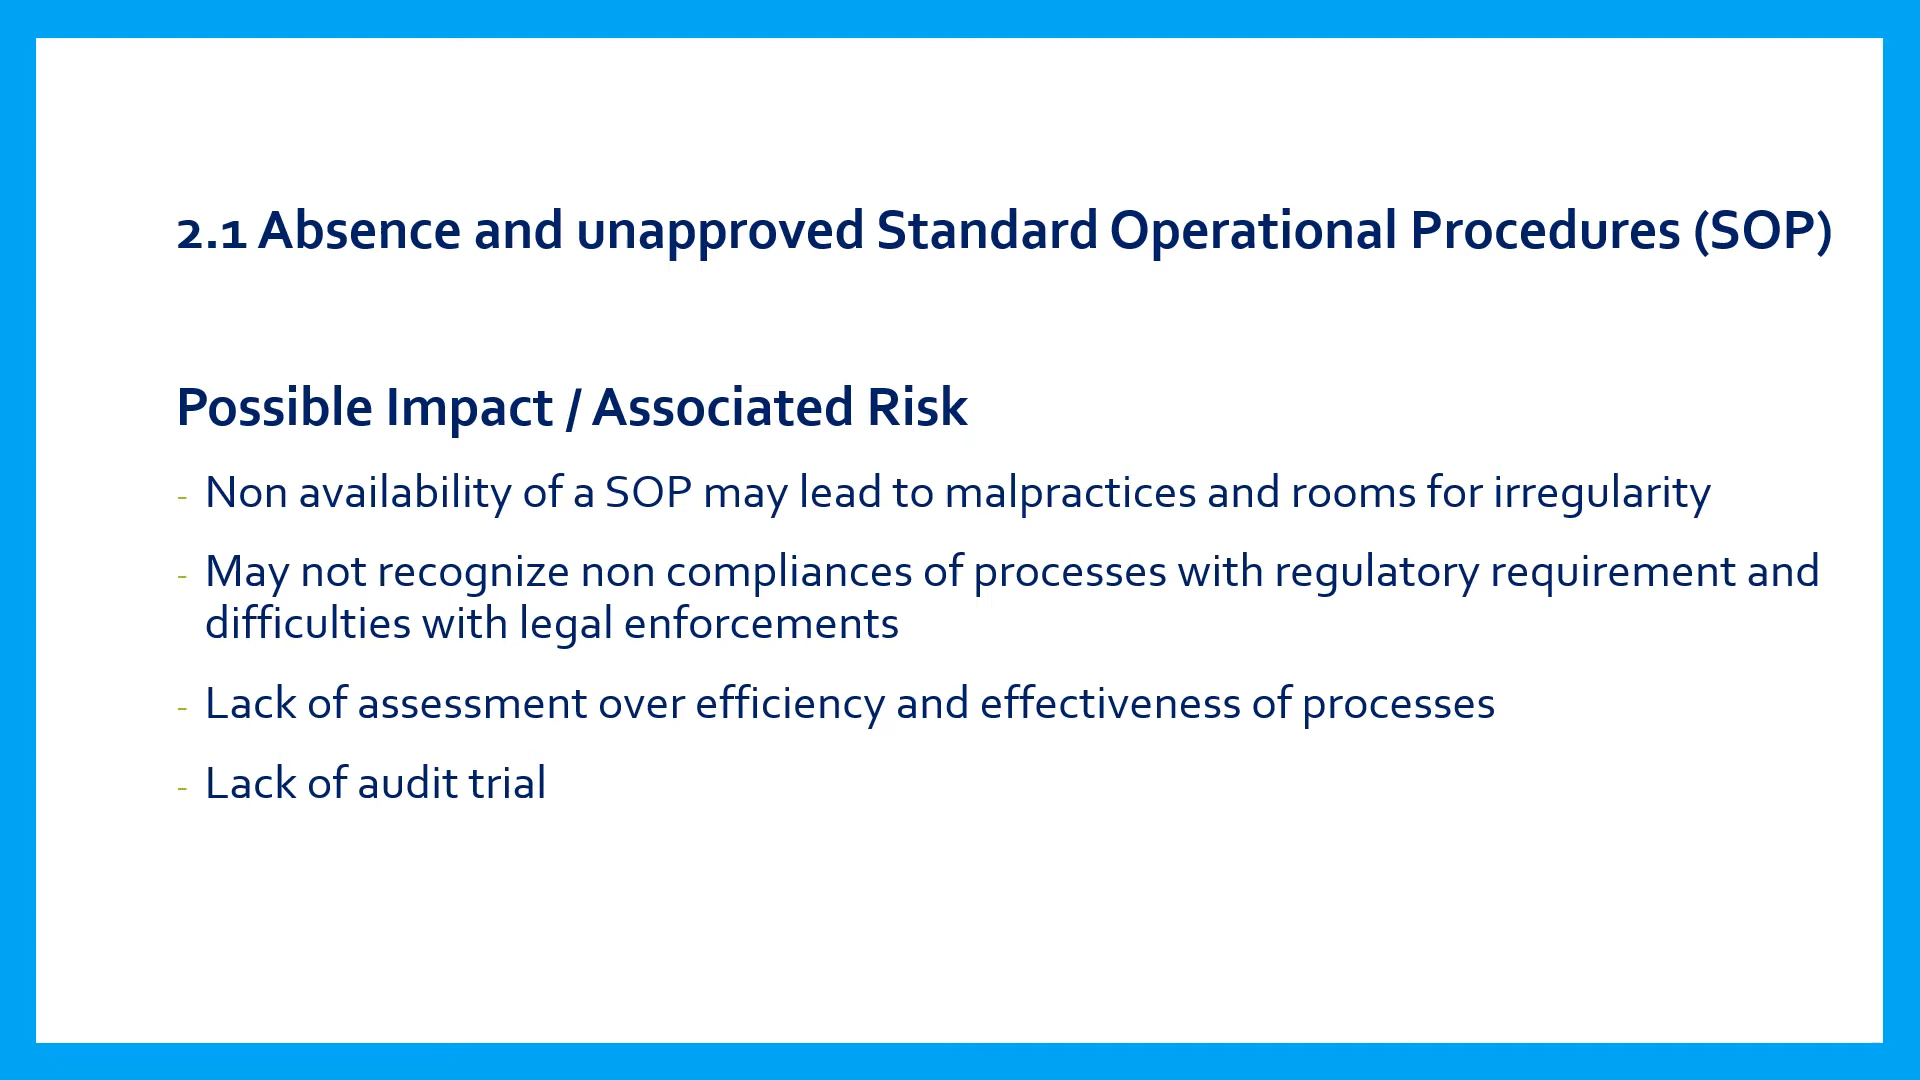 2.1 Absence and unapproved Standard Operational Procedures (SOP)
Possible Impact / Associated Risk
- Non availability of a SOP may lead to malpractices and rooms for irregularity
- May not recognize non compliances of processes with regulatory requirement and
difficulties with legal enforcements
- Lack of assessment over efficiency and effectiveness of processes
- Lack of audit trial